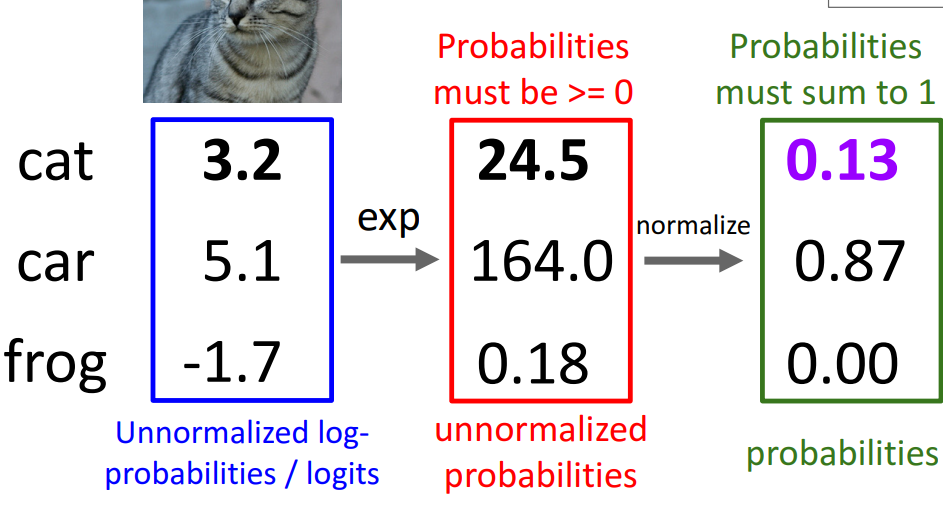 Probabilities must be >= 0
Probabilities must sum to 1
cat 3.2 24.5 0.13
exp
normalize
car 5.1 164.0 0.87
frog -1.7 0.18 0.00
Unnormalized log-
probabilities / logits
unnormalized
probabilities
probabilities